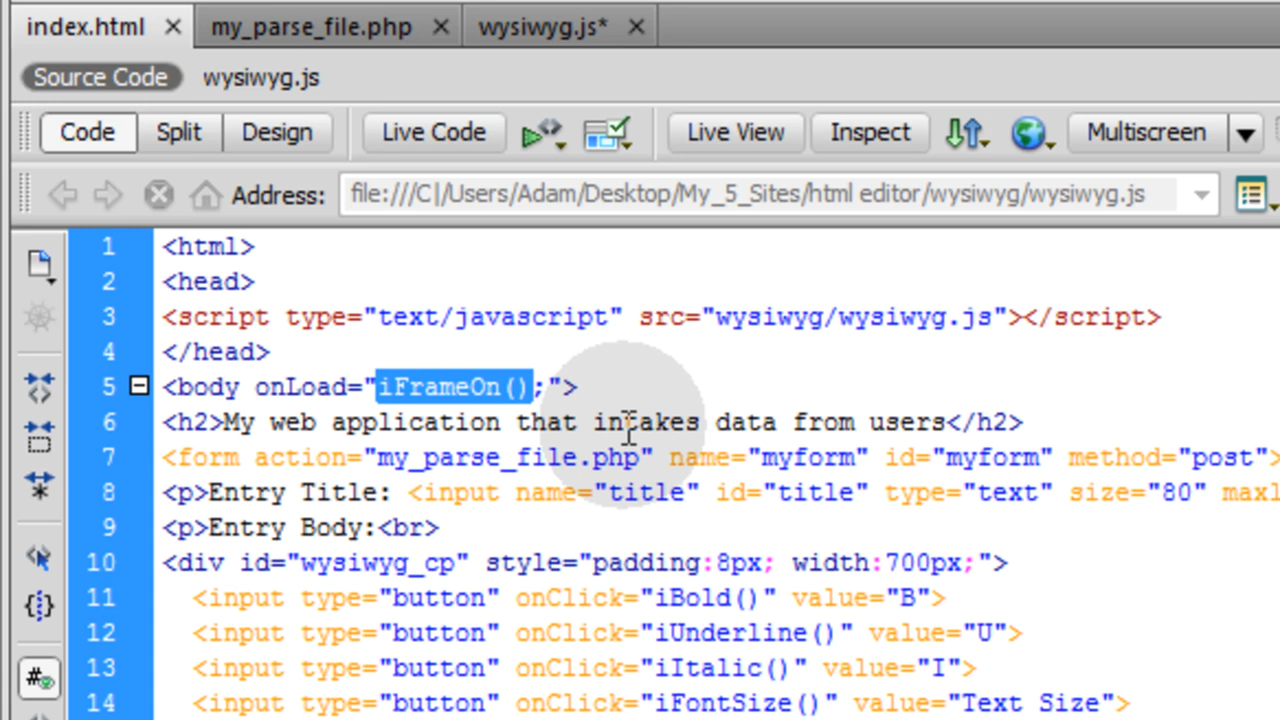 index.html my_parse_file.php wysiwyg.js*
Source Code wysiwyg.js
Code Split Design Live Code Live View Inspect Multiscreen
Address: file:///C|/Users/Adam/Desktop/My_5_Sites/html editor/wysiwyg/wysiwyg.js
1 <html>
2 <head>
3 <script type="text/javascript" src="wysiwyg/wysiwyg.js"></script>
4 </head>
5 <body onLoad="iFrameOn();">
6 <h2>My web application that intakes data from users</h2>
7 <form action="my_parse_file.php" name="myform" id="myform" method="post">
8 <p>Entry Title: <input name="title" id="title" type="text" size="80" maxl
9 <p>Entry Body:<br>
10 <div id="wysiwyg_cp" style="padding:8px; width:700px;">
11 <input type="button" onClick="iBold()" value="B">
12 <input type="button" onClick="iUnderline()" value="U">
13 <input type="button" onClick="iItalic()" value="I">
14 <input type="button" onClick="iFontSize()" value="Text Size">